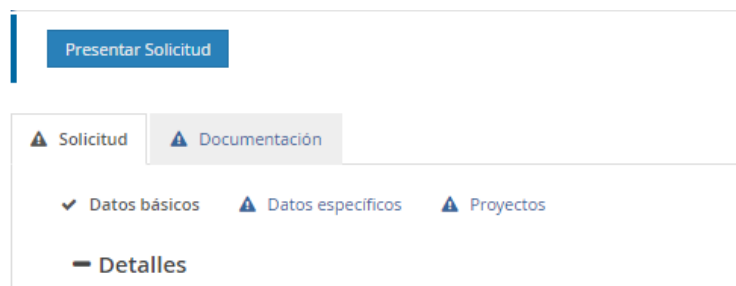 Presentar Solicitud
Solicitud Documentación
Datos básicos Datos específicos Proyectos
Detalles